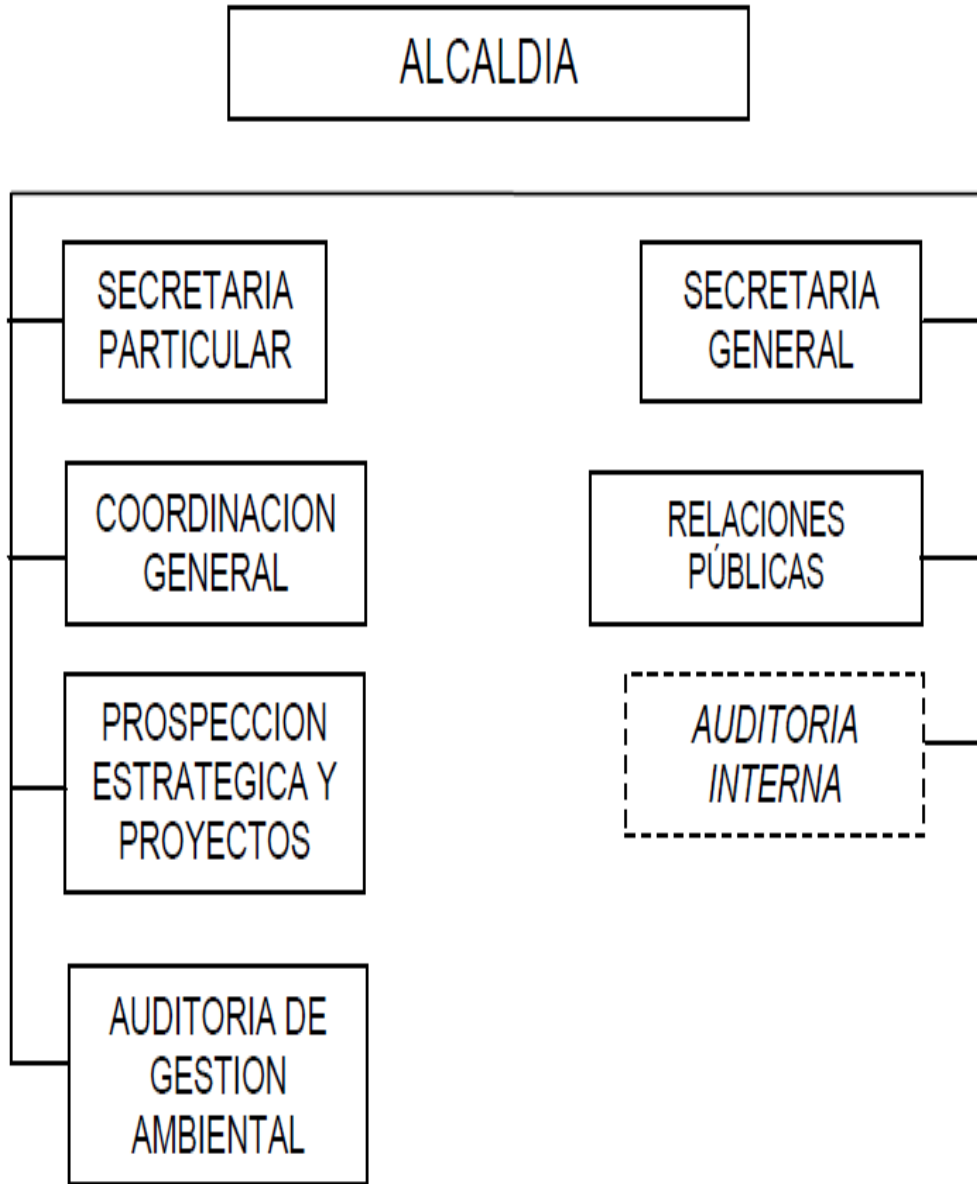 ALCALDIA
SECRETARIA
PARTICULAR
SECRETARIA
GENERAL
COORDINACION
GENERAL
RELACIONES
PÚBLICAS
PROSPECCION
ESTRATEGICA Y
PROYECTOS
AUDITORIA
INTERNA
AUDITORIA DE
GESTION
AMBIENTAL